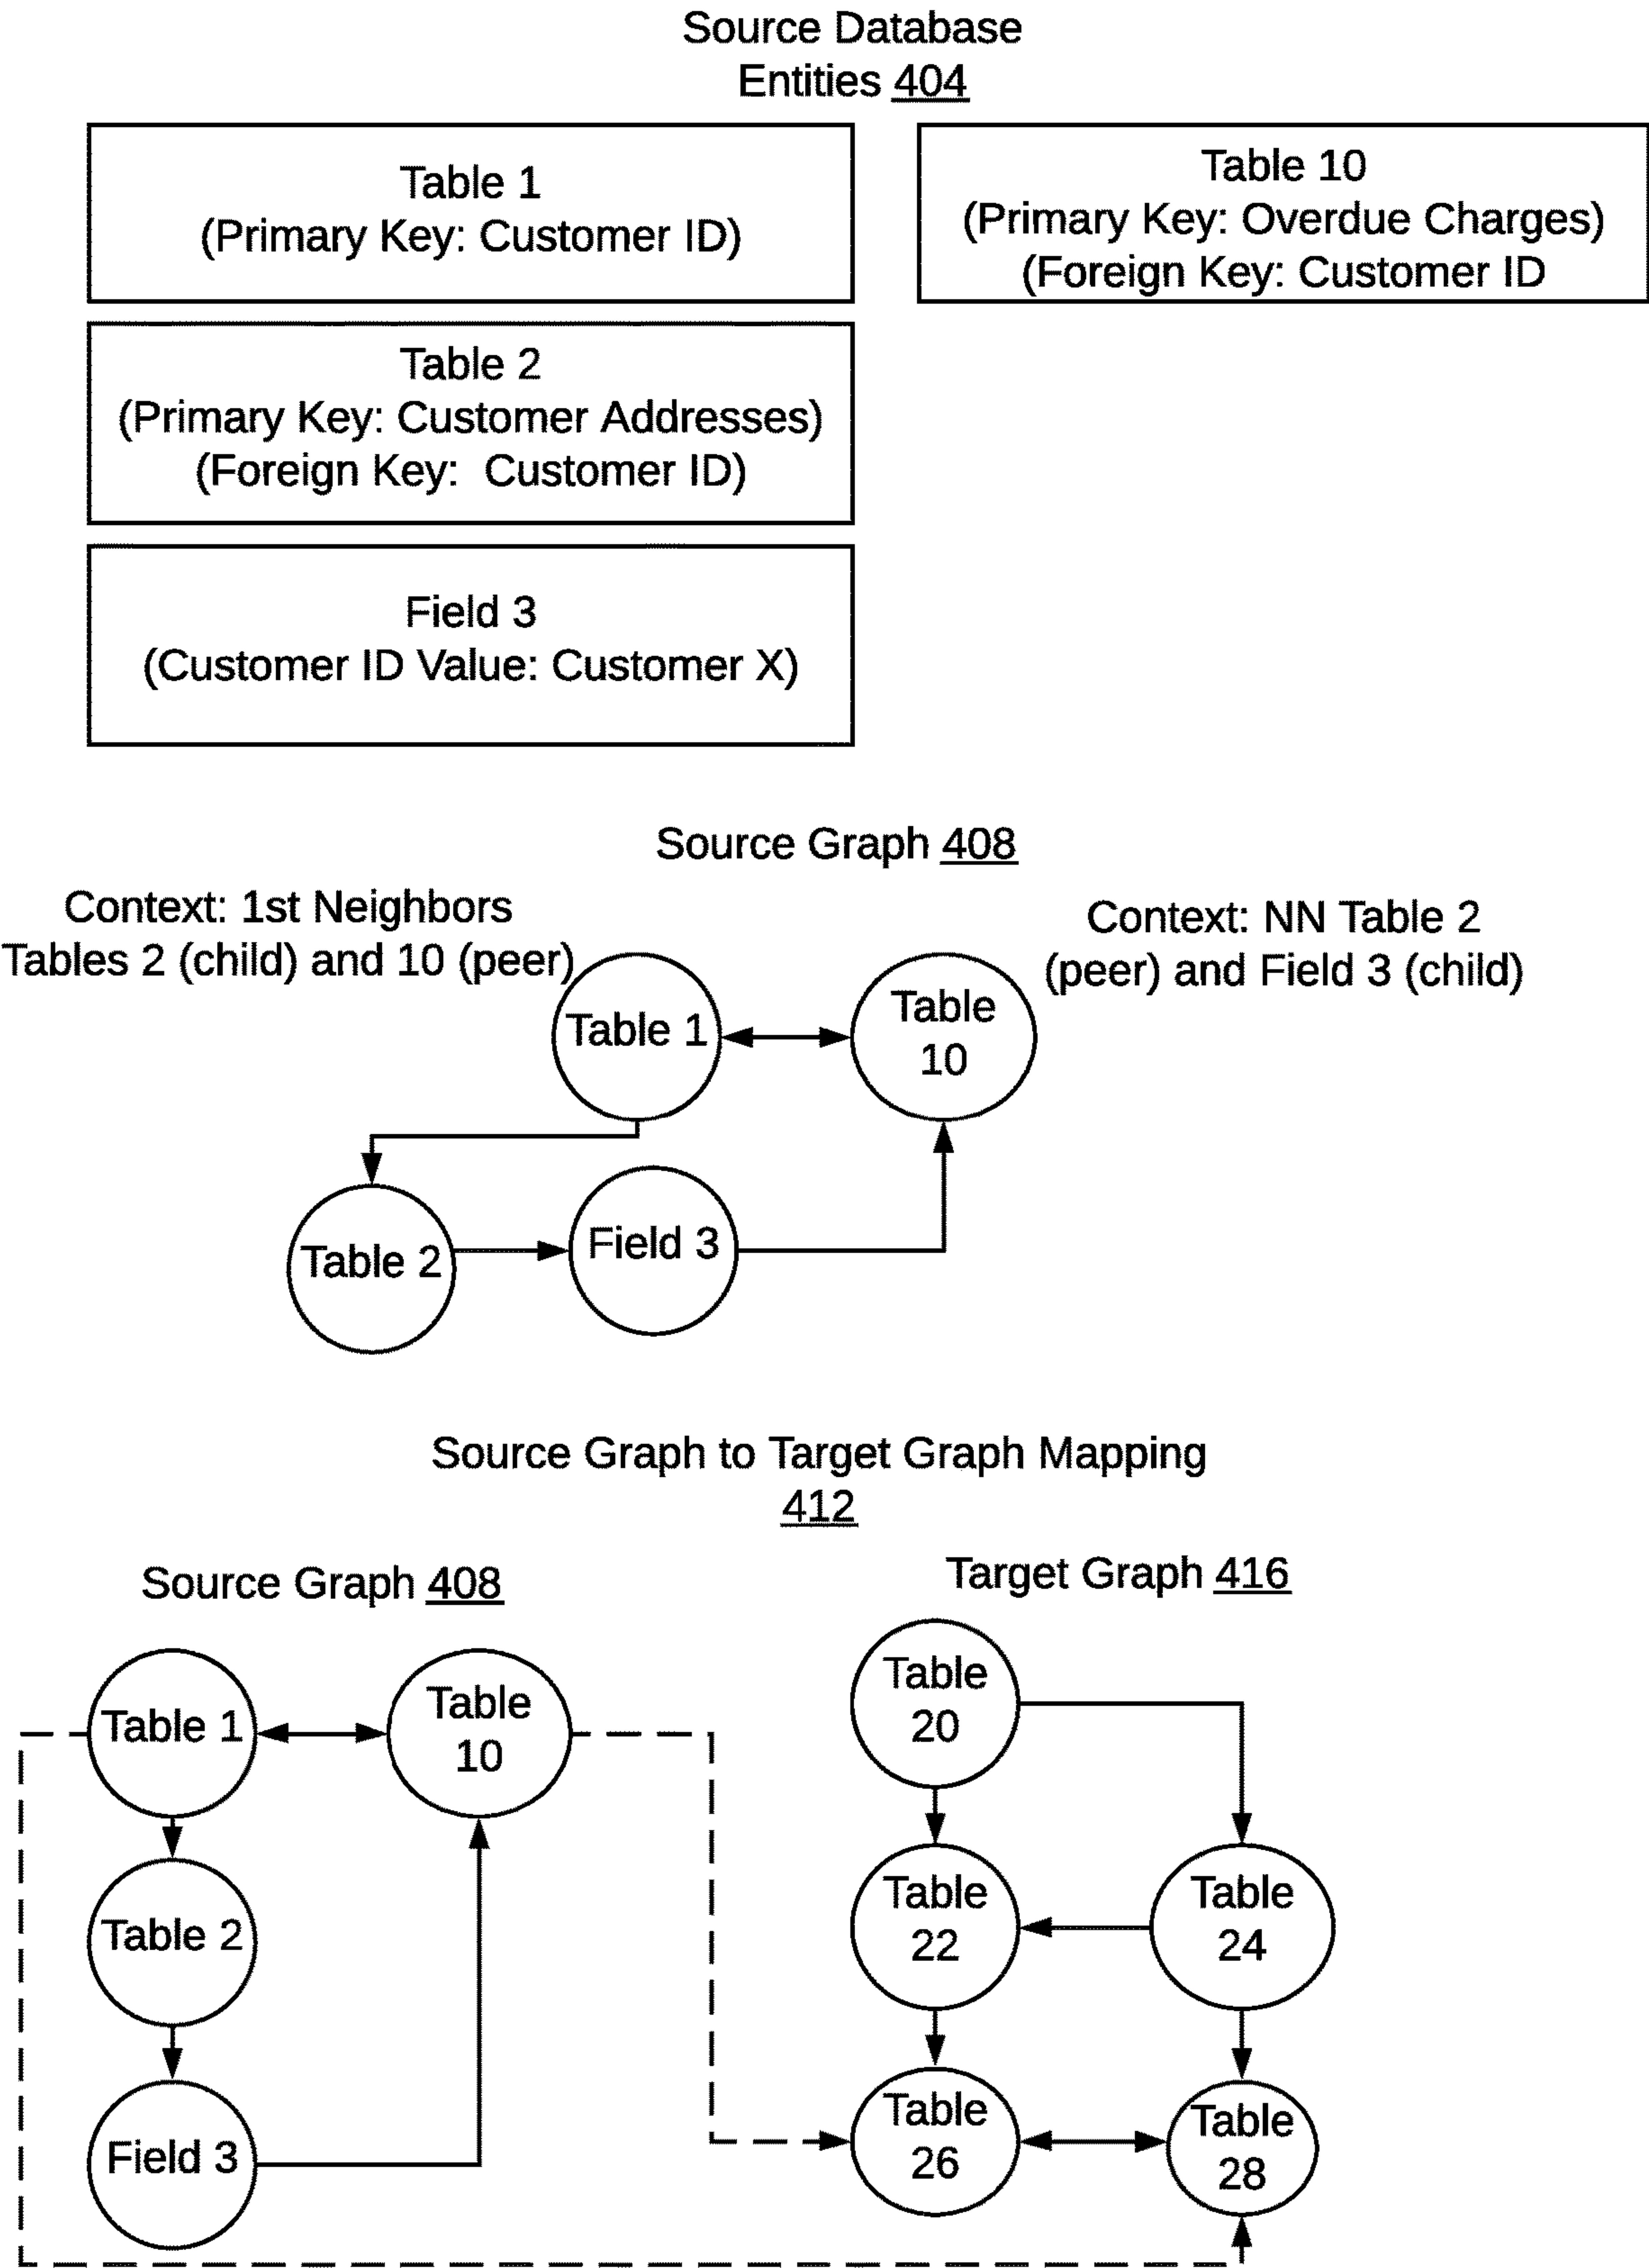 Source Database
Entities 404
Table 1
(Primary Key: Customer ID)
Table 10
(Primary Key: Overdue Charges)
(Foreign Key: Customer ID
Table 2
(Primary Key: Customer Addresses)
(Foreign Key: Customer ID)
Field 3
(Customer ID Value: Customer X)
Source Graph 408
Context: 1st Neighbors
Tables 2 (child) and 10 (peer)
Context: NN Table 2
(peer) and Field 3 (child)
Table 1
Table
10
Table 2
Field 3
Source Graph to Target Graph Mapping
412
Source Graph 408
Target Graph 416
Table 1
Table
10
Table 2
Field 3
Table
20
Table
22
Table
24
Table
26
Table
28